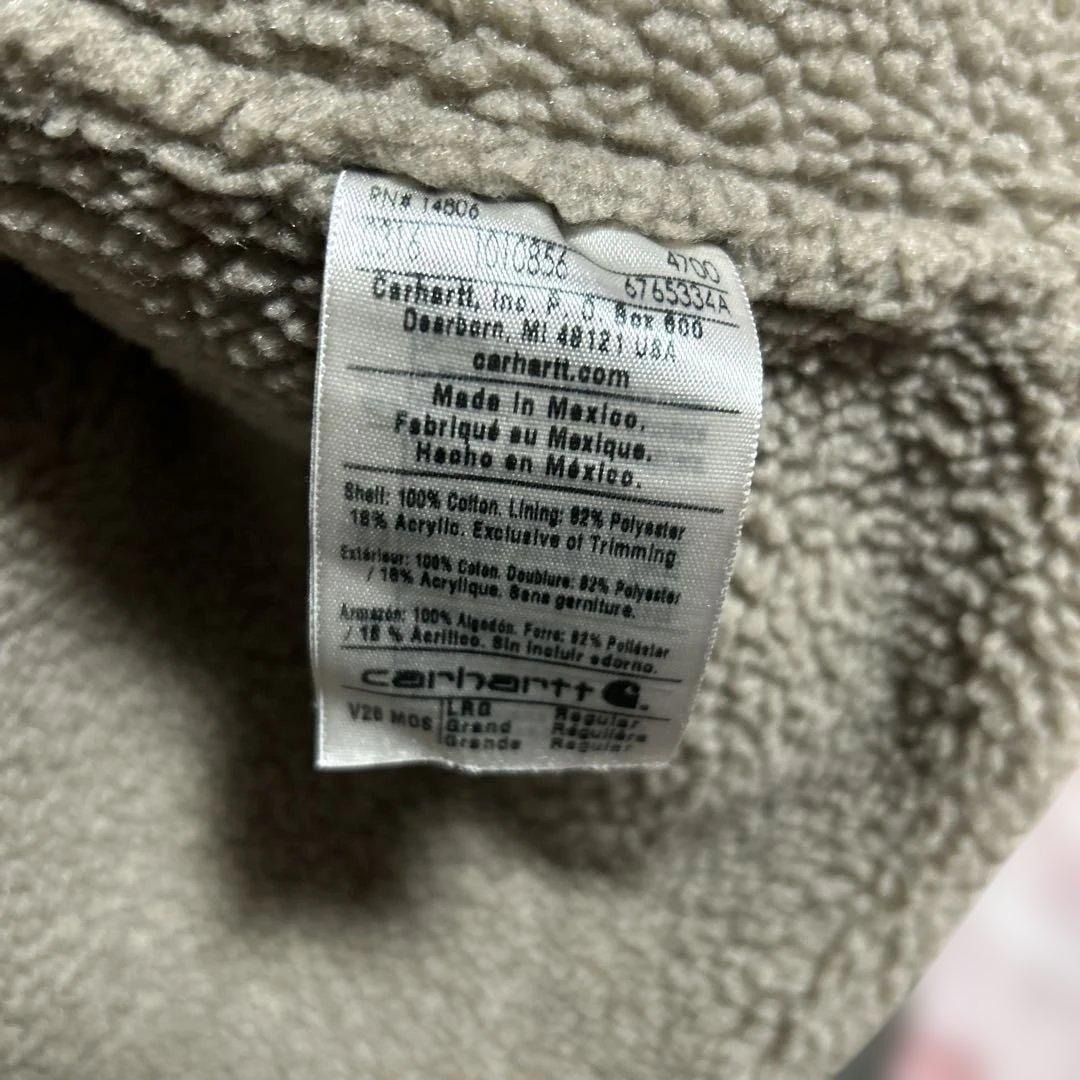 RN# 14806
1010856 4700
6765334A
Carhartt, Inc. P. O. Box 600
Dearborn, MI 48121 USA
carhartt.com
Made in Mexico.
Fabriqué au Mexique.
Hecho en México.
Shell: 100% Cotton. Lining: 82% Polyester
18% Acrylic. Exclusive of Trimming
Extérieur: 100% Coton. Doublure: 82% Polyester
/ 18% Acrylique. Sans garniture.
Armazón: 100% Algodón. Forro: 82% Poliéster
/ 18 % Acrílico. Sin incluir adorno.
carhartt
V26 MOS LRG Regular
Grand Régulière
Grande Regular